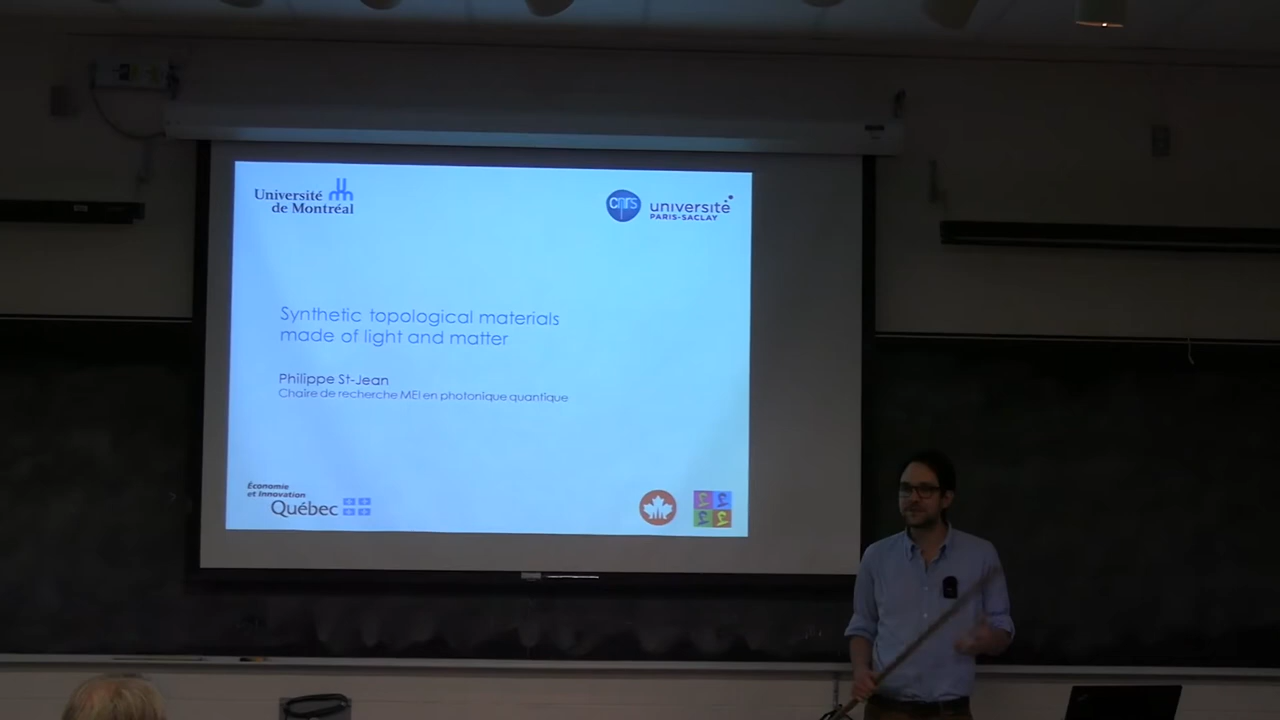 Université
de Montréal
cnrs
université
PARIS-SACLAY
Synthetic topological materials
made of light and matter
Philippe St-Jean
Chaire de recherche MEI en photonique quantique
Économie
et Innovation
Québec